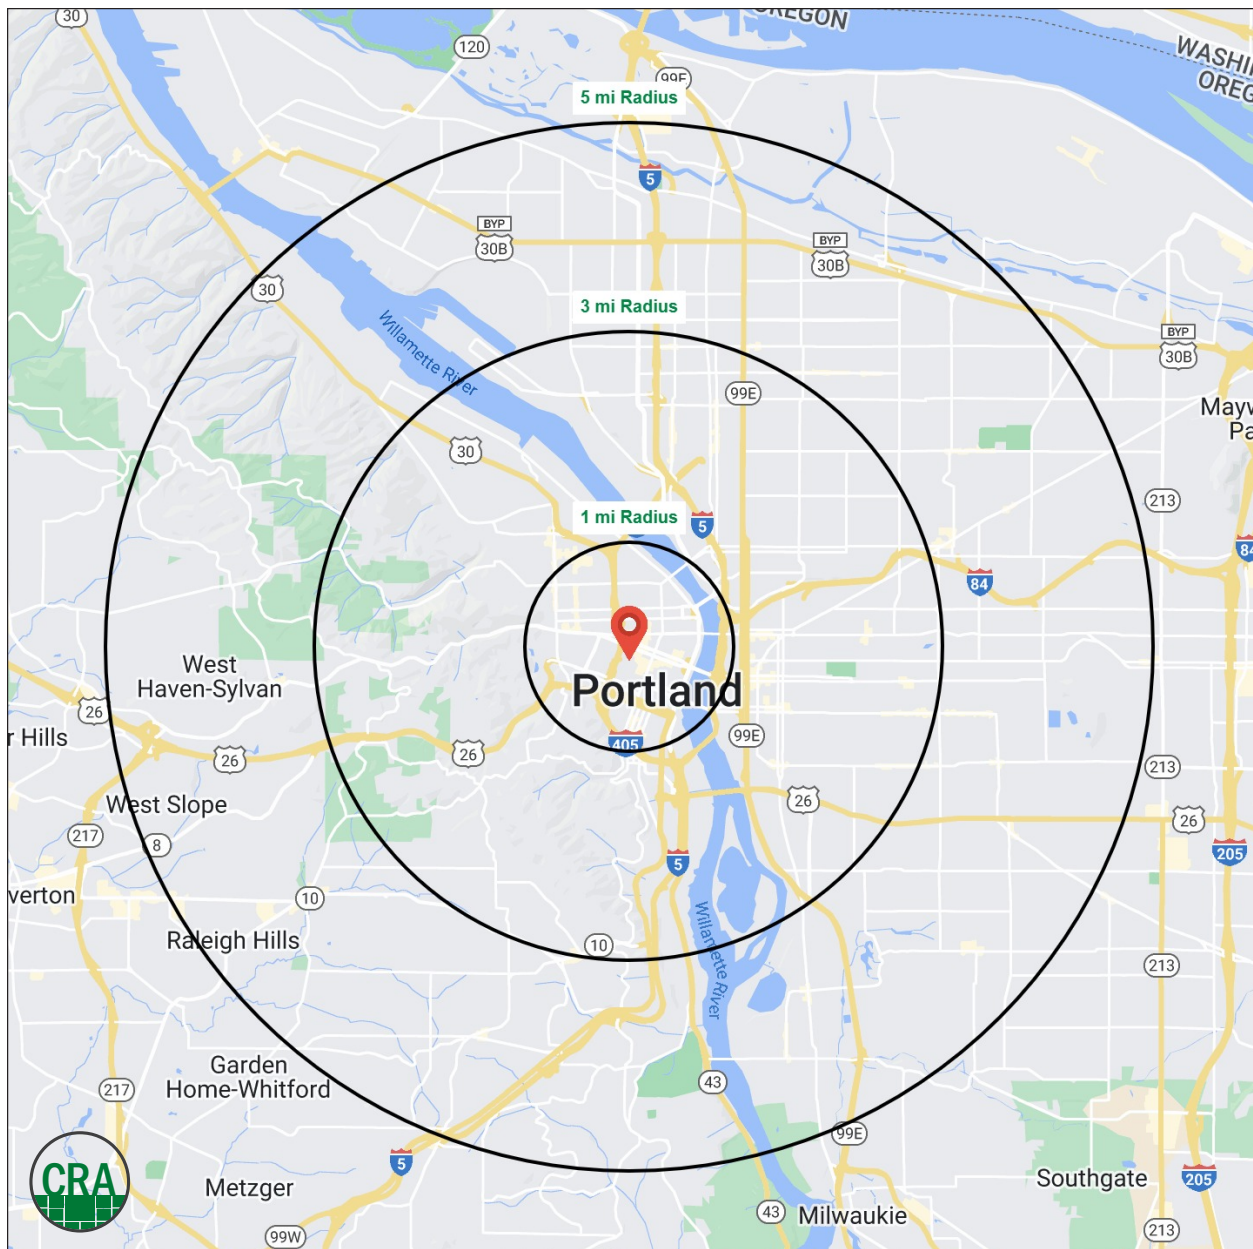 30
OREGON
120
99E
WASHI
OREG
5 mi Radius
5
BYP
30B
BYP
30B
30
3 mi Radius
Willamette River
BYP
30B
99E
Mayw
Pa
30
213
1 mi Radius
5
84
84
West
Haven-Sylvan
Portland
26
r Hills
26
26
405
99E
213
West Slope
26
26
217
8
5
205
verton
10
Willamette River
Raleigh Hills
10
213
Garden
Home-Whitford
217
43
99E
CRA
5
Metzger
Southgate
205
43
Milwaukie
99W
213